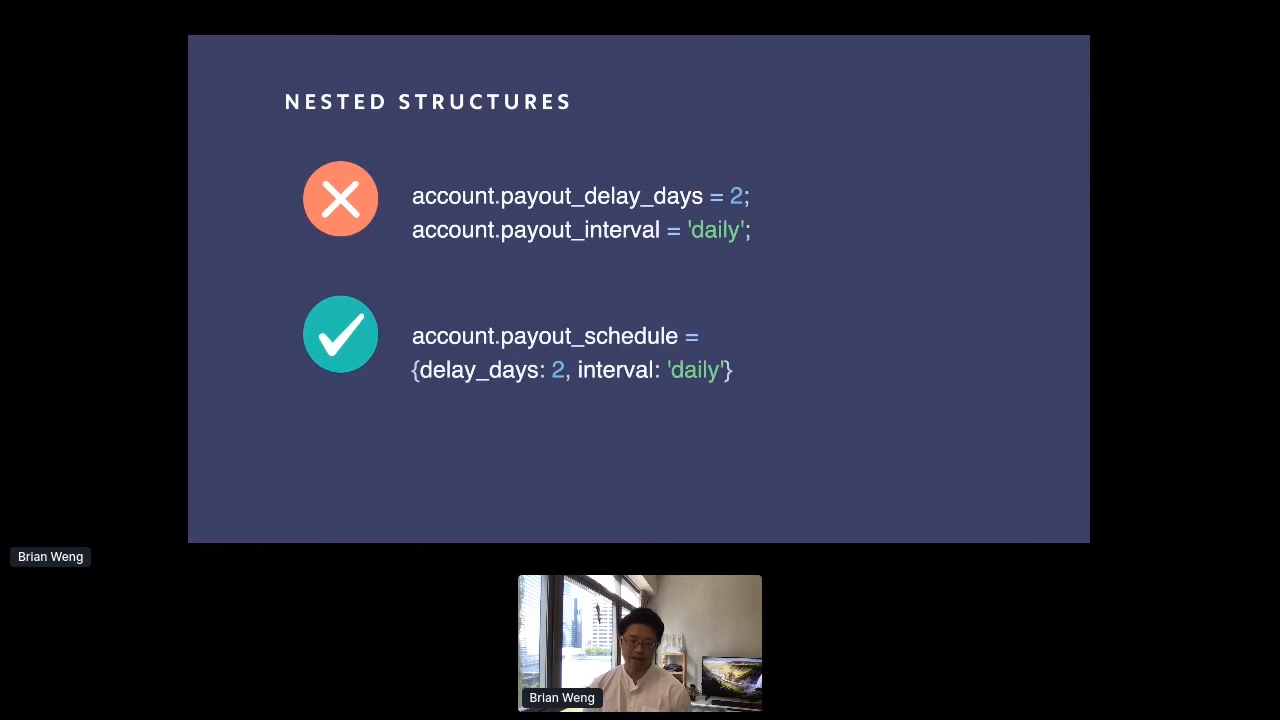 NESTED STRUCTURES
account.payout_delay_days = 2;
account.payout_interval = 'daily';
account.payout_schedule =
{delay_days: 2, interval: 'daily'}
Brian Weng
Brian Weng